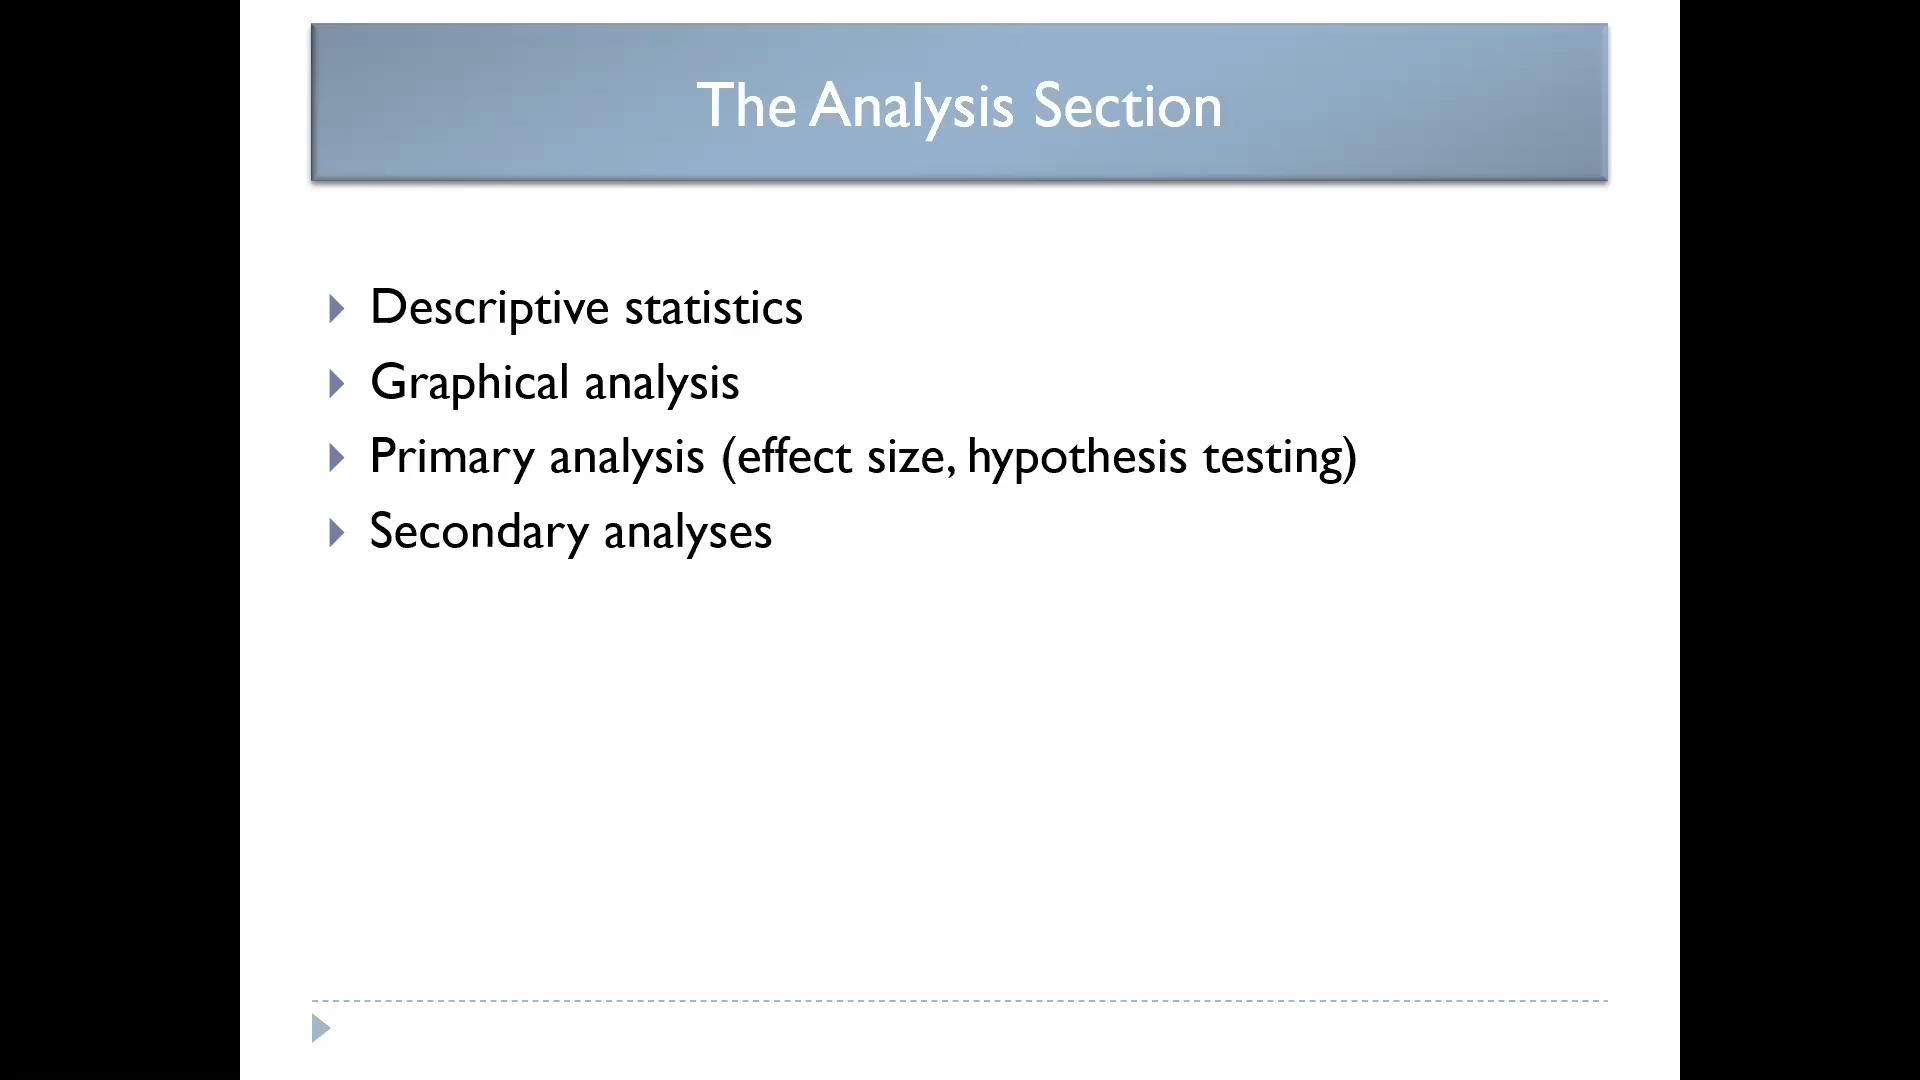 The Analysis Section
Descriptive statistics
Graphical analysis
Primary analysis (effect size, hypothesis testing)
Secondary analyses